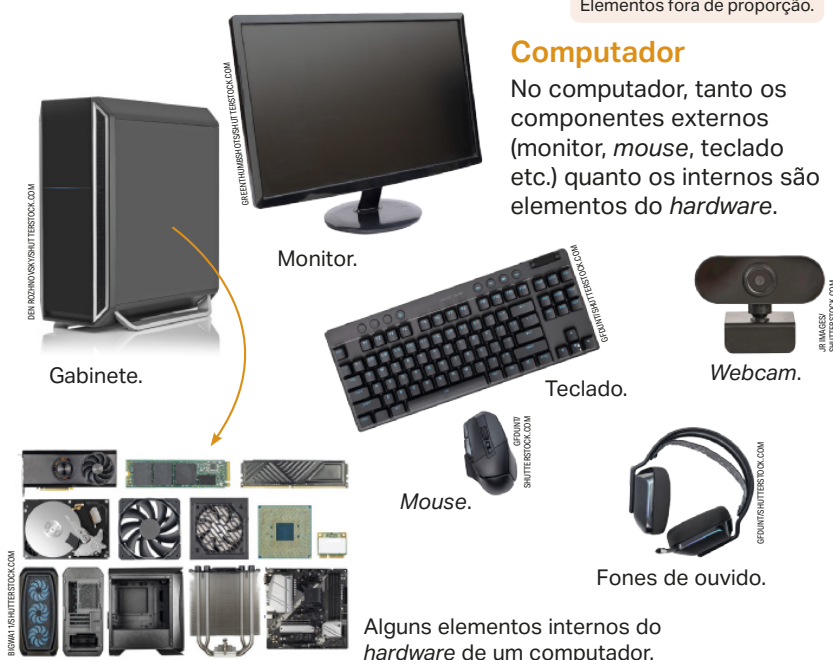 Elementos fora de proporção.
Computador
No computador, tanto os
componentes externos
(monitor, mouse, teclado
etc.) quanto os internos são
elementos do hardware.
DEN ROZHNOVSKY/SHUTTERSTOCK.COM
GREENTHUMBSHOTS/SHUTTERSTOCK.COM
Monitor.
Gabinete.
GFDUNT/SHUTTERSTOCK.COM
Teclado.
JR IMAGES/
SHUTTERSTOCK.COM
Webcam.
GFDUNT/
SHUTTERSTOCK.COM
Mouse.
GFDUNT/SHUTTERSTOCK.COM
Fones de ouvido.
BIGWA11/SHUTTERSTOCK.COM
Alguns elementos internos do
hardware de um computador.